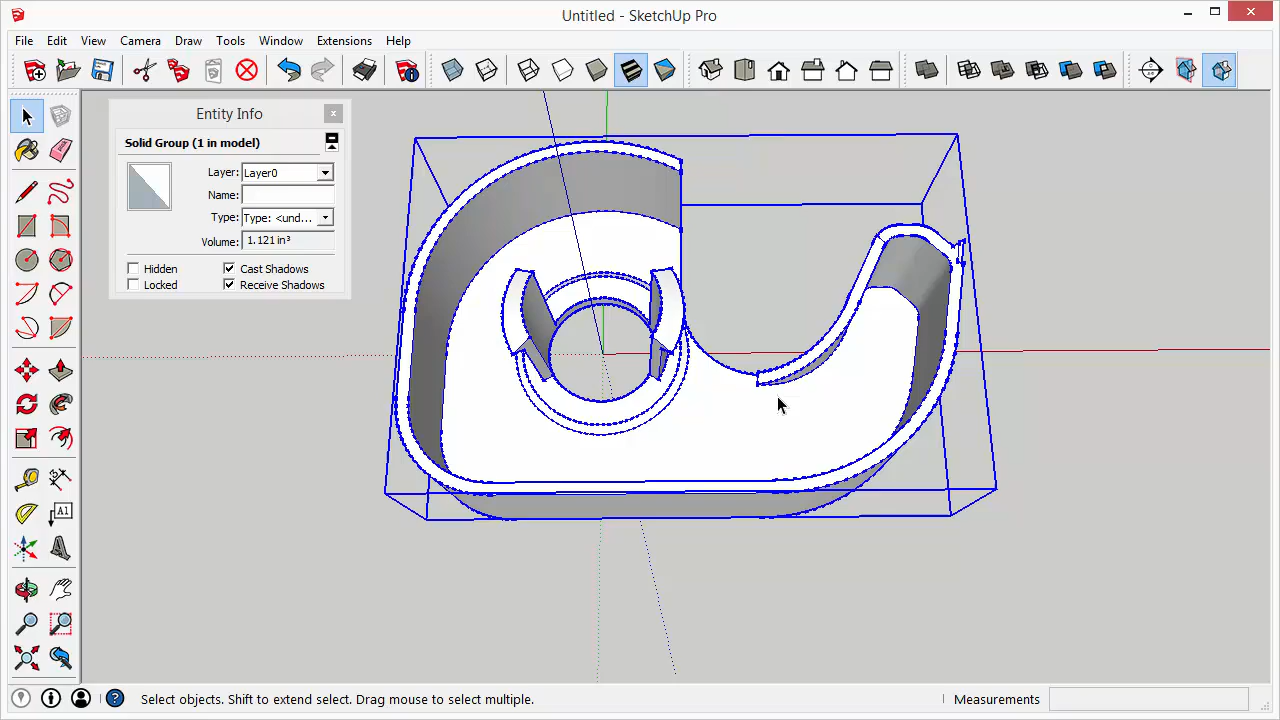 Untitled - SketchUp Pro
File Edit View Camera Draw Tools Window Extensions Help
Entity Info
Solid Group (1 in model)
Layer: Layer0
Name:
Type: Type: <und...
Volume: 1.121 in³
Hidden Cast Shadows
Locked Receive Shadows
A1
Select objects. Shift to extend select. Drag mouse to select multiple.
Measurements